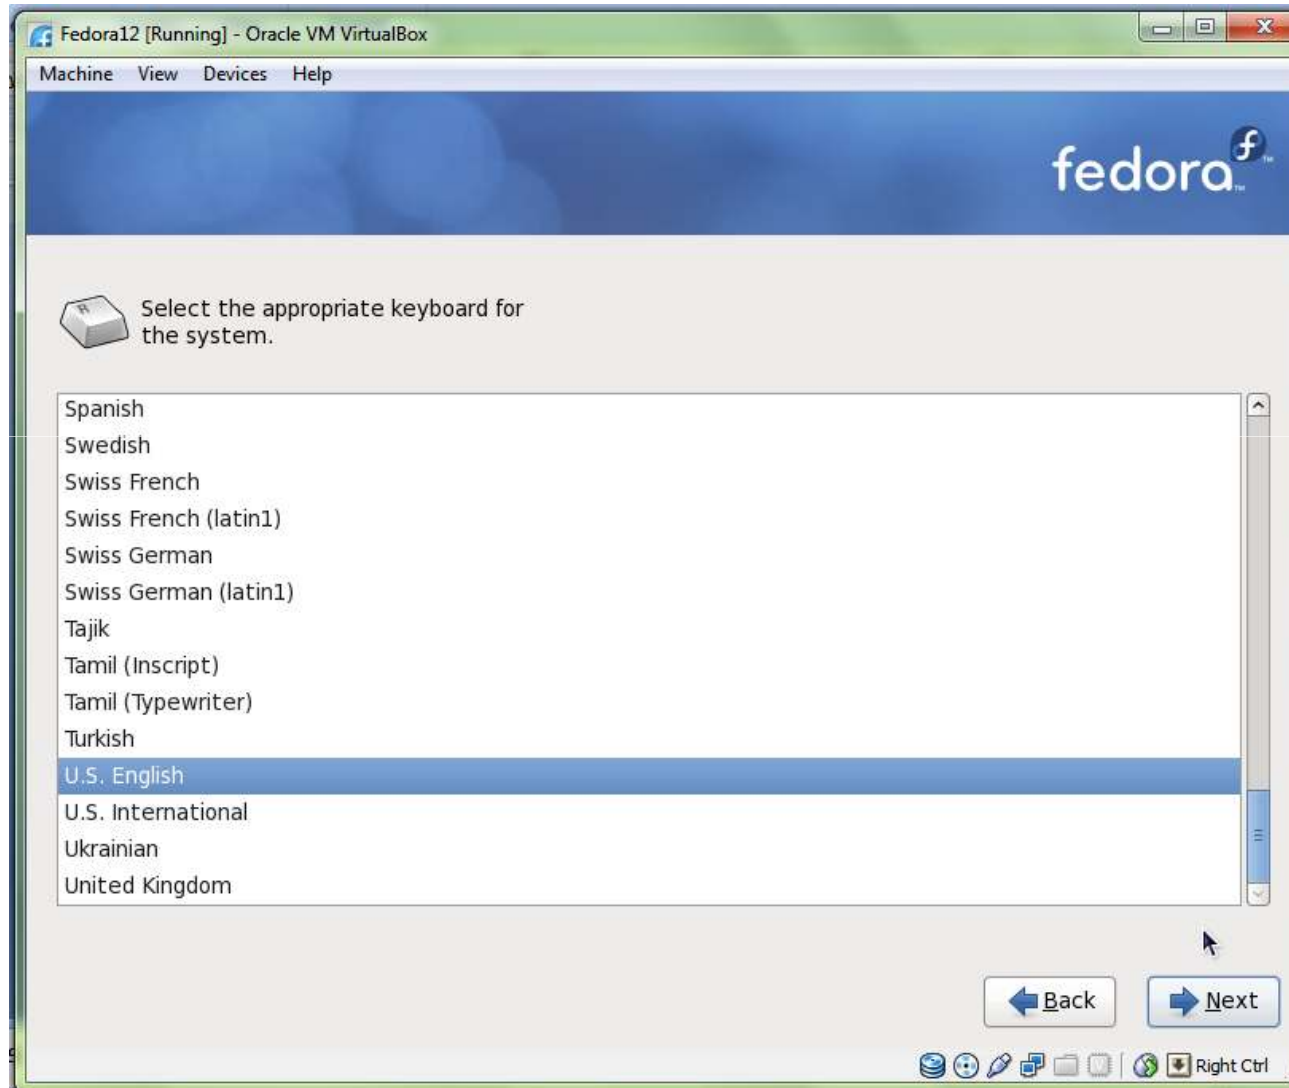 Fedora12 [Running] - Oracle VM VirtualBox
Machine View Devices Help
fedora
Select the appropriate keyboard for
the system.
Spanish
Swedish
Swiss French
Swiss French (latin1)
Swiss German
Swiss German (latin1)
Tajik
Tamil (Inscript)
Tamil (Typewriter)
Turkish
U.S. English
U.S. International
Ukrainian
United Kingdom
Back Next
Right Ctrl